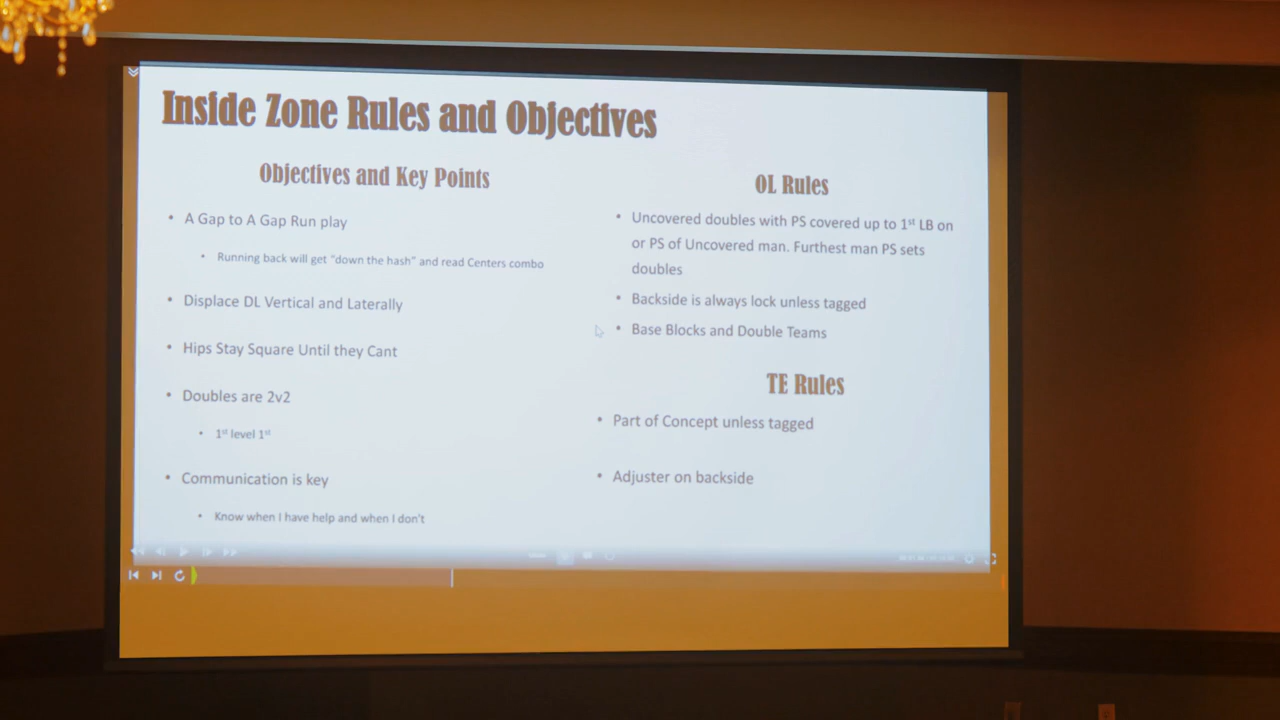 Inside Zone Rules and Objectives
Objectives and Key Points
• A Gap to A Gap Run play
• Running back will get "down the hash" and read Centers combo
• Displace DL Vertical and Laterally
• Hips Stay Square Until they Cant
• Doubles are 2v2
• 1st level 1st
• Communication is key
• Know when I have help and when I don't
OL Rules
• Uncovered doubles with PS covered up to 1st LB on
or PS of Uncovered man. Furthest man PS sets
doubles
• Backside is always lock unless tagged
• Base Blocks and Double Teams
TE Rules
• Part of Concept unless tagged
• Adjuster on backside